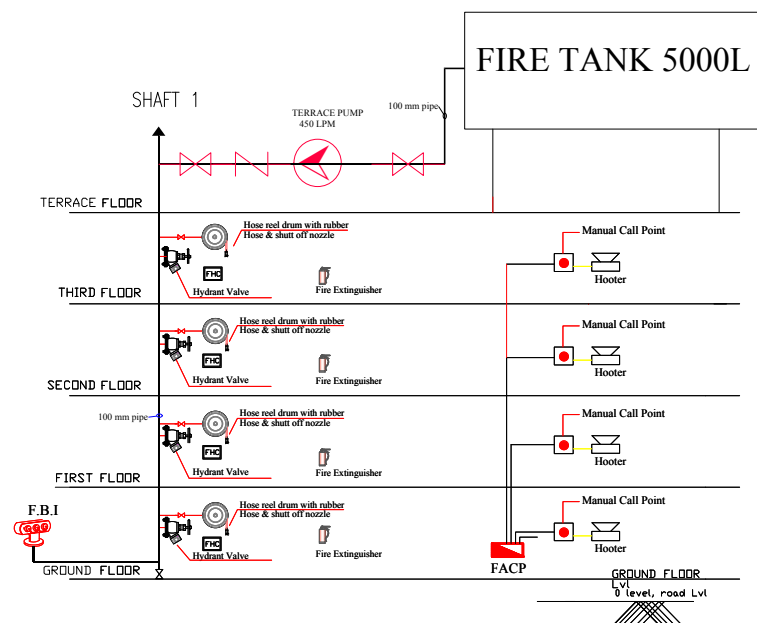 FIRE TANK 5000L
SHAFT 1
TERRACE PUMP
450 LPM
100 mm pipe
TERRACE FLOOR
Hose reel drum with rubber
Hose & shutt off nozzle
Manual Call Point
FHC
Hydrant Valve
Fire Extinguisher
Hooter
THIRD FLOOR
Hose reel drum with rubber
Hose & shutt off nozzle
Manual Call Point
FHC
Hydrant Valve
Fire Extinguisher
Hooter
SECOND FLOOR
100 mm pipe
Hose reel drum with rubber
Hose & shutt off nozzle
Manual Call Point
FHC
Hydrant Valve
Fire Extinguisher
Hooter
FIRST FLOOR
F.B.I
Hose reel drum with rubber
Hose & shutt off nozzle
Manual Call Point
FHC
Hydrant Valve
Fire Extinguisher
Hooter
FACP
GROUND FLOOR
GROUND FLOOR
Lvl
0 level, road Lvl